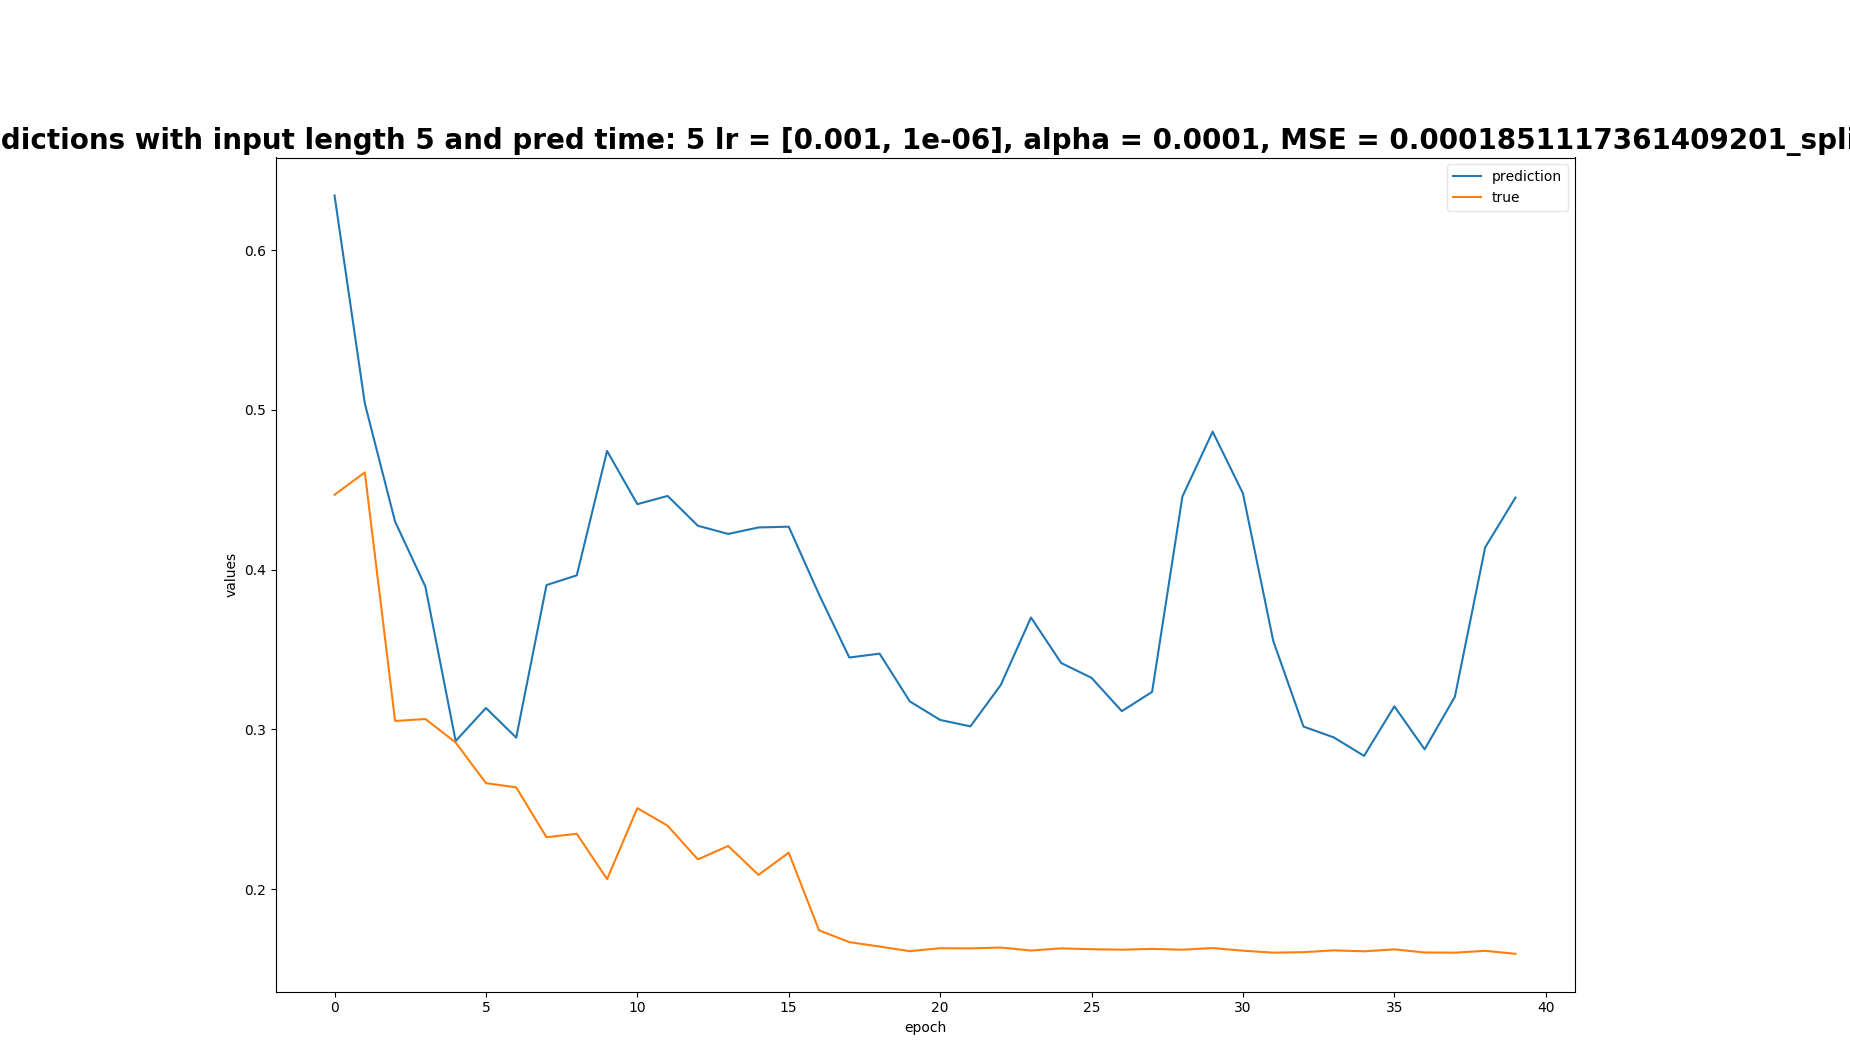 dictions with input length 5 and pred time: 5 lr = [0.001, 1e-06], alpha = 0.0001, MSE = 0.0001851117361409201_spli
prediction
true
0.6
0.5
0.4
0.3
0.2
values
0 5 10 15 20 25 30 35 40
epoch